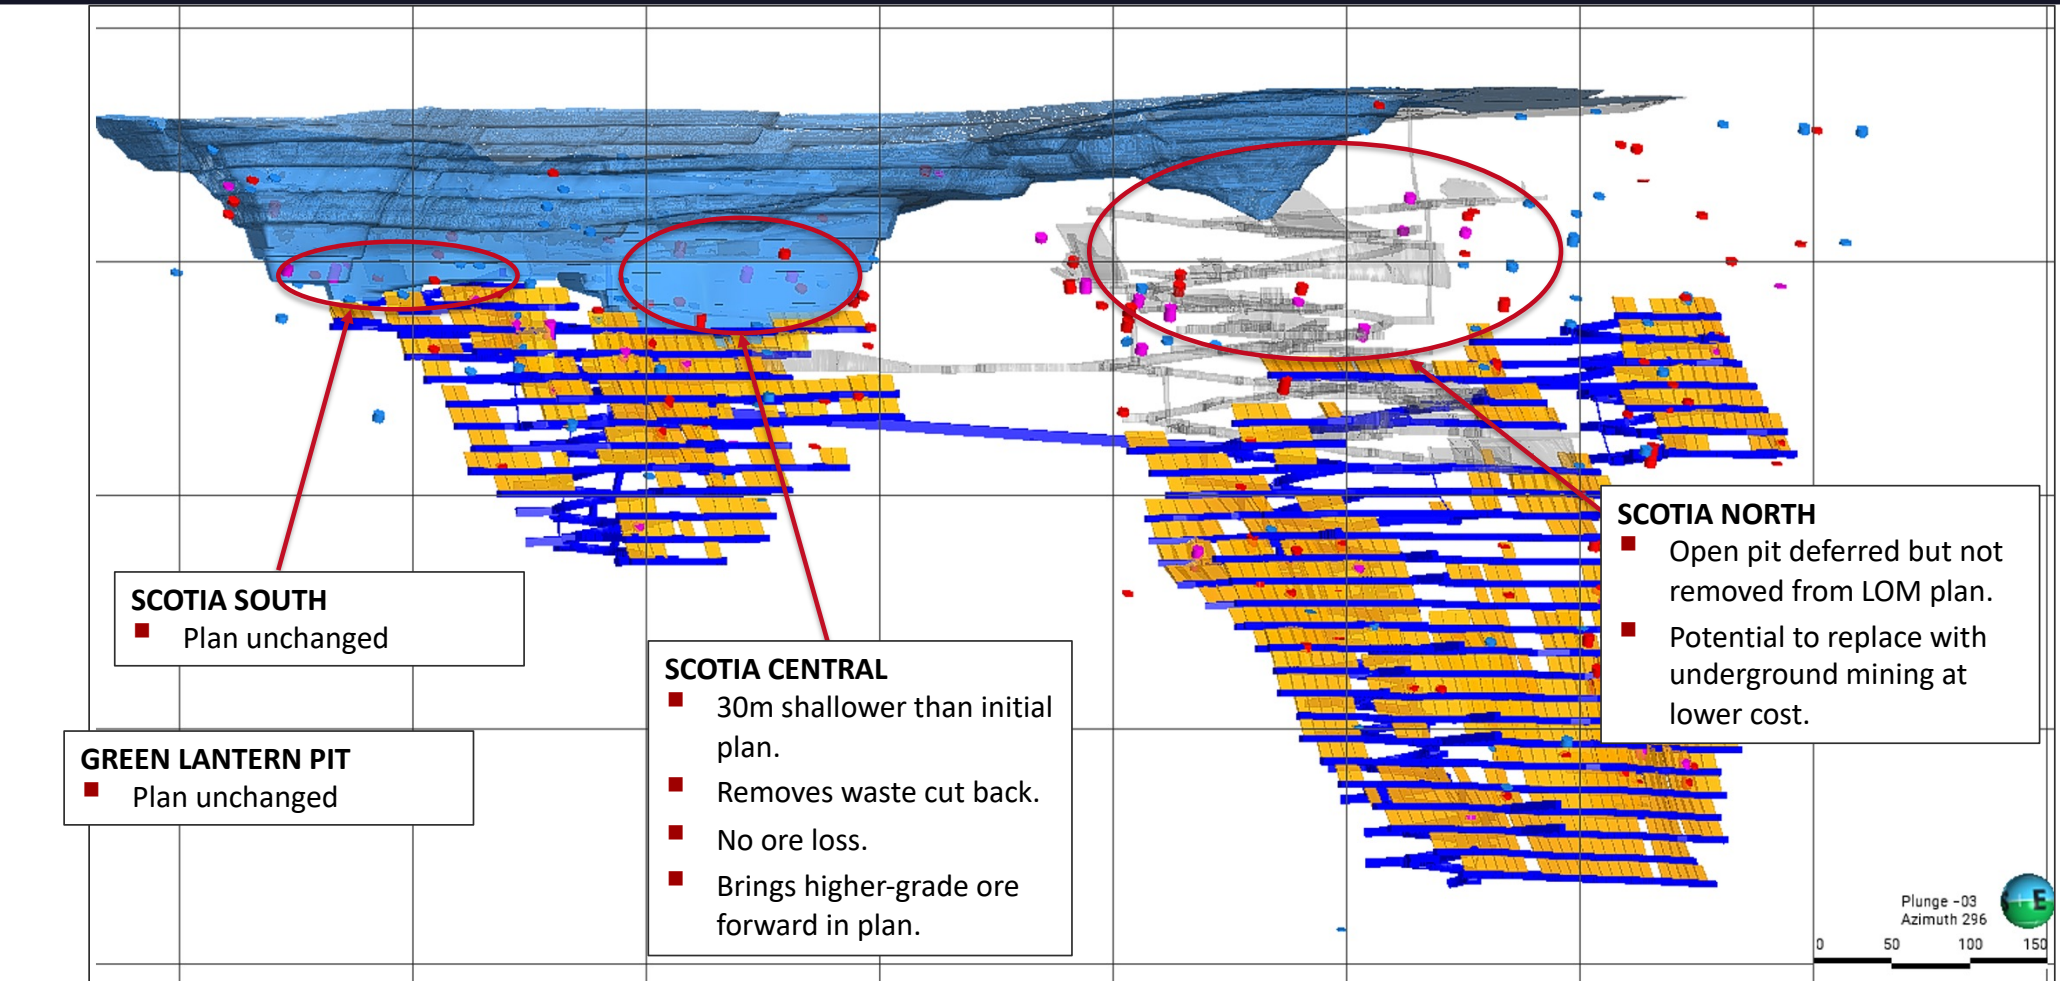 SCOTIA SOUTH
■ Plan unchanged
GREEN LANTERN PIT
■ Plan unchanged
SCOTIA CENTRAL
■ 30m shallower than initial
plan.
■ Removes waste cut back.
■ No ore loss.
■ Brings higher-grade ore
forward in plan.
SCOTIA NORTH
■ Open pit deferred but not
removed from LOM plan.
■ Potential to replace with
underground mining at
lower cost.
Plunge -03
Azimuth 296
E
0 50 100 150